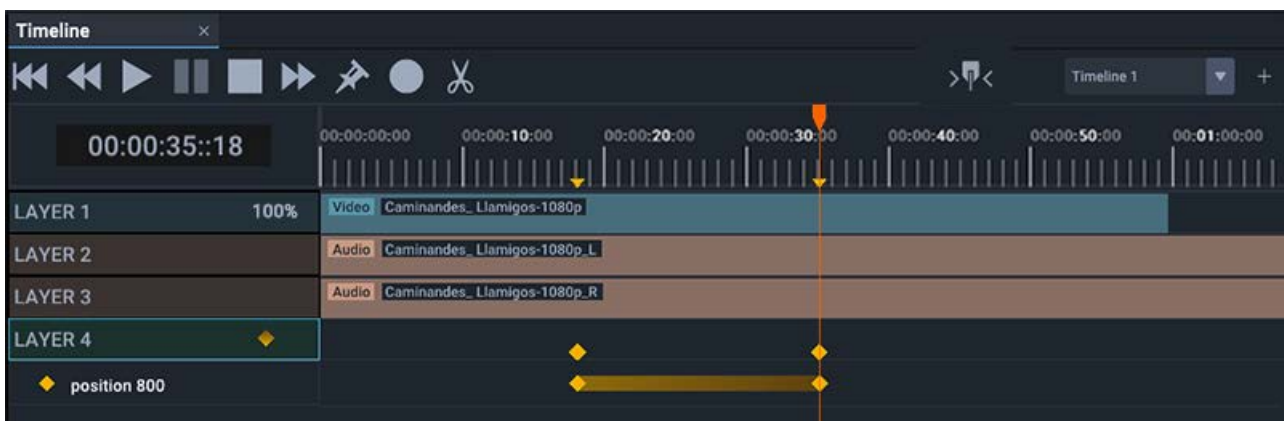 Timeline ×
Timeline 1
00:00:35::18
00:00:00:00 00:00:10:00 00:00:20:00 00:00:30:00 00:00:40:00 00:00:50:00 00:01:00:00
LAYER 1 100% Video Caminandes_ Llamigos-1080p
LAYER 2 Audio Caminandes_ Llamigos-1080p_L
LAYER 3 Audio Caminandes_ Llamigos-1080p_R
LAYER 4
position 800